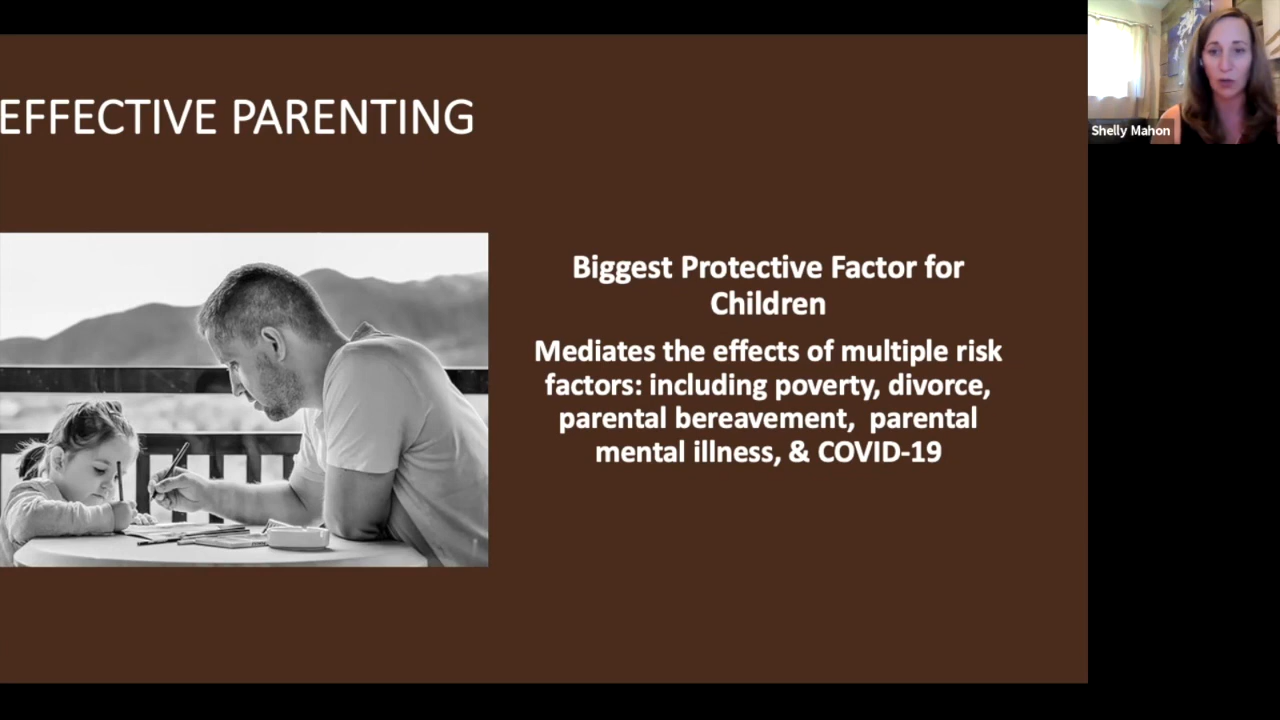 EFFECTIVE PARENTING
Shelly Mahon
Biggest Protective Factor for
Children
Mediates the effects of multiple risk
factors: including poverty, divorce,
parental bereavement,  parental
mental illness, & COVID-19